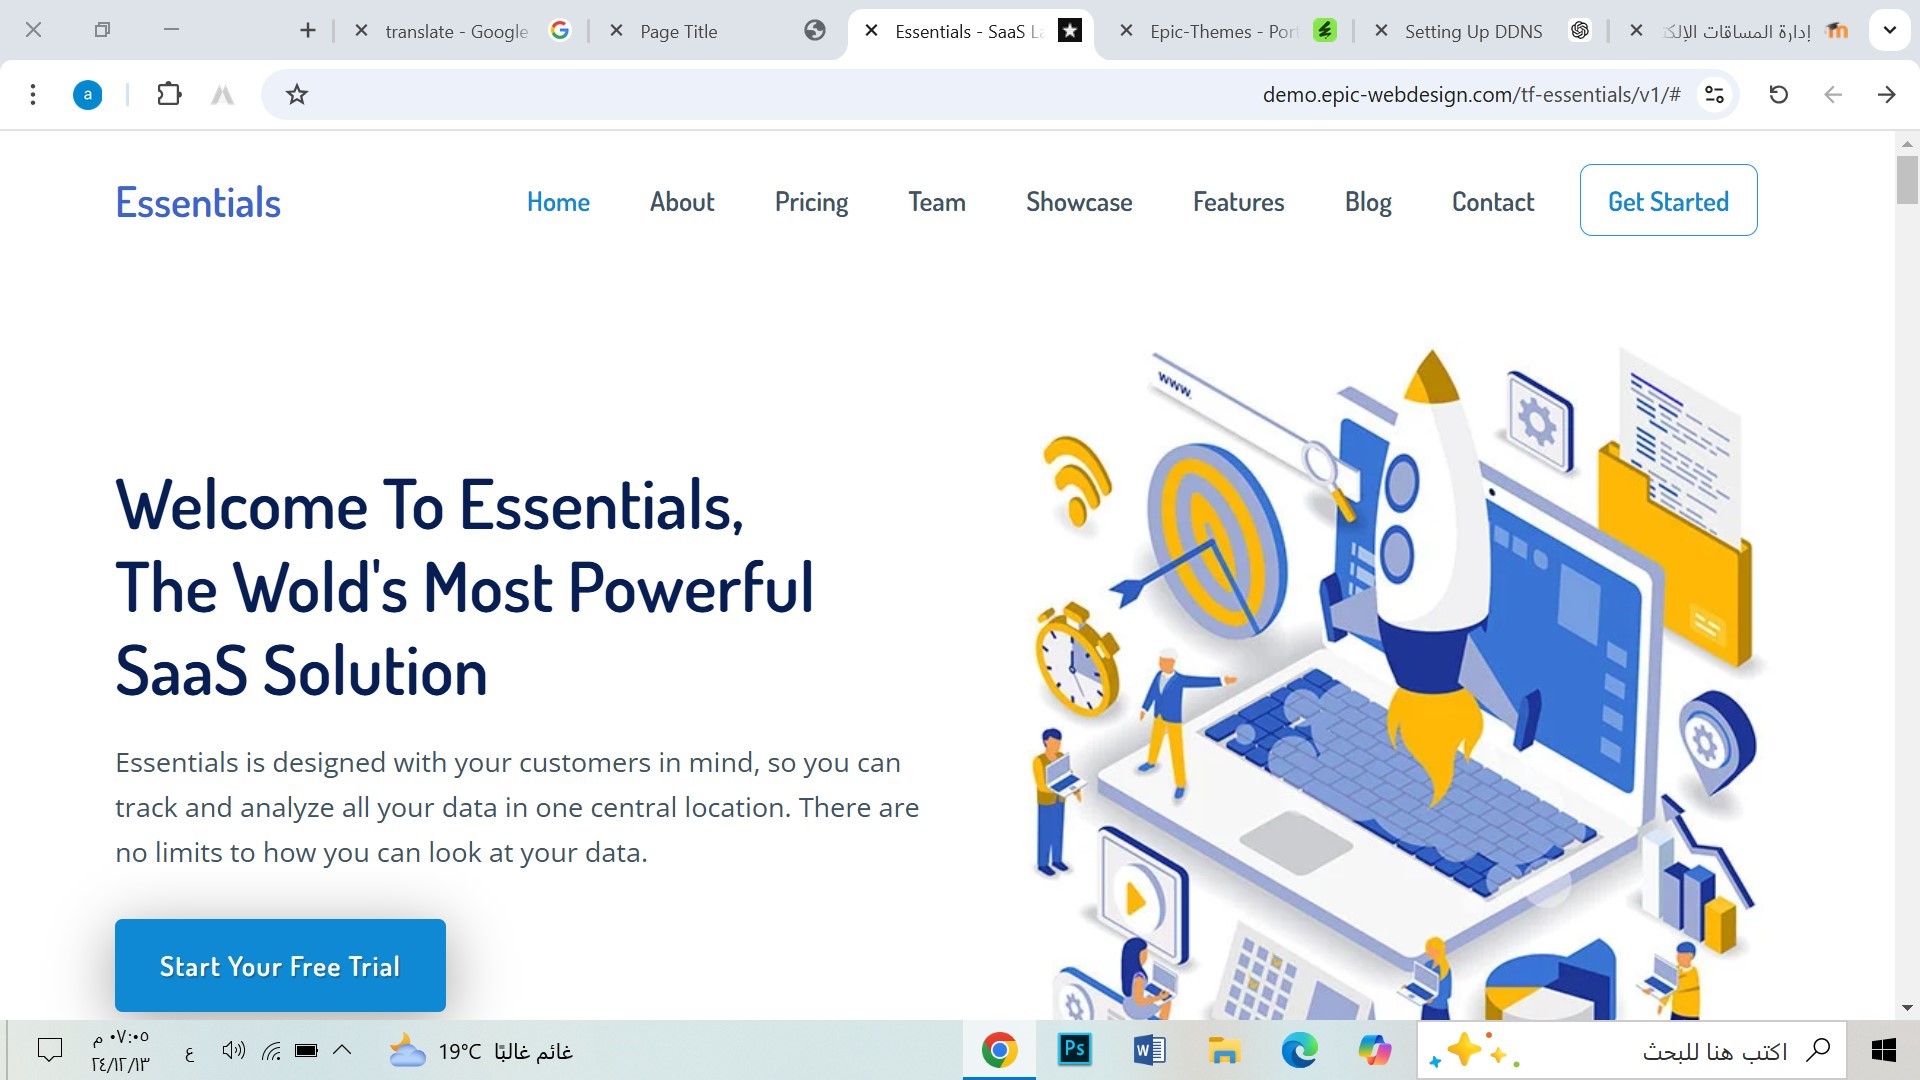 translate - Google
Page Title
Essentials - SaaS La
Epic-Themes - Por
Setting Up DDNS
إدارة المساقات الإلك
a
demo.epic-webdesign.com/tf-essentials/v1/#
Essentials
Home
About
Pricing
Team
Showcase
Features
Blog
Contact
Get Started
www.
Welcome To Essentials,
The Wold's Most Powerful
SaaS Solution
Essentials is designed with your customers in mind, so you can
track and analyze all your data in one central location. There are
no limits to how you can look at your data.
Start Your Free Trial
٠٧:٠٥ م
٢٤/١٢/١٣
ع
19°C غائم غالبًا
Ps
W
اكتب هنا للبحث